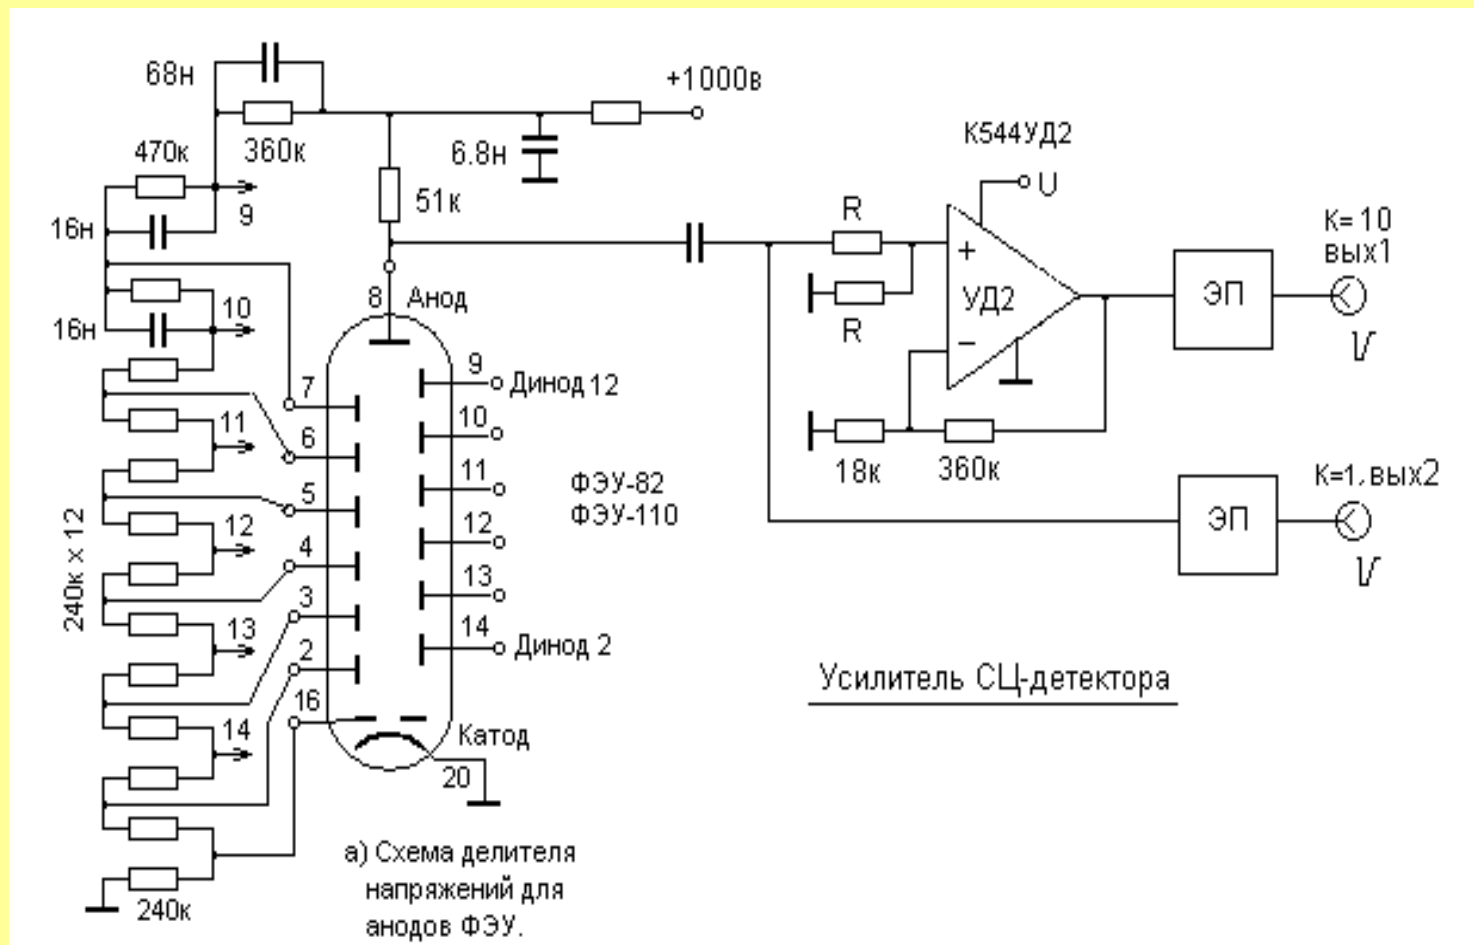 68н
360к
470к
16н
9
16н
10
11
12
13
14
240к x 12
240к
+1000в
6.8н
51к
8
Анод
7
6
5
4
3
2
16
9
Динод 12
10
11
12
13
14
Динод 2
Катод
20
ФЭУ-82
ФЭУ-110
а) Схема делителя
напряжений для
анодов ФЭУ.
К544УД2
U
R
R
+
УД2
−
18к
360к
ЭП
К= 10
вых1
ЭП
К=1, вых2
Усилитель СЦ-детектора